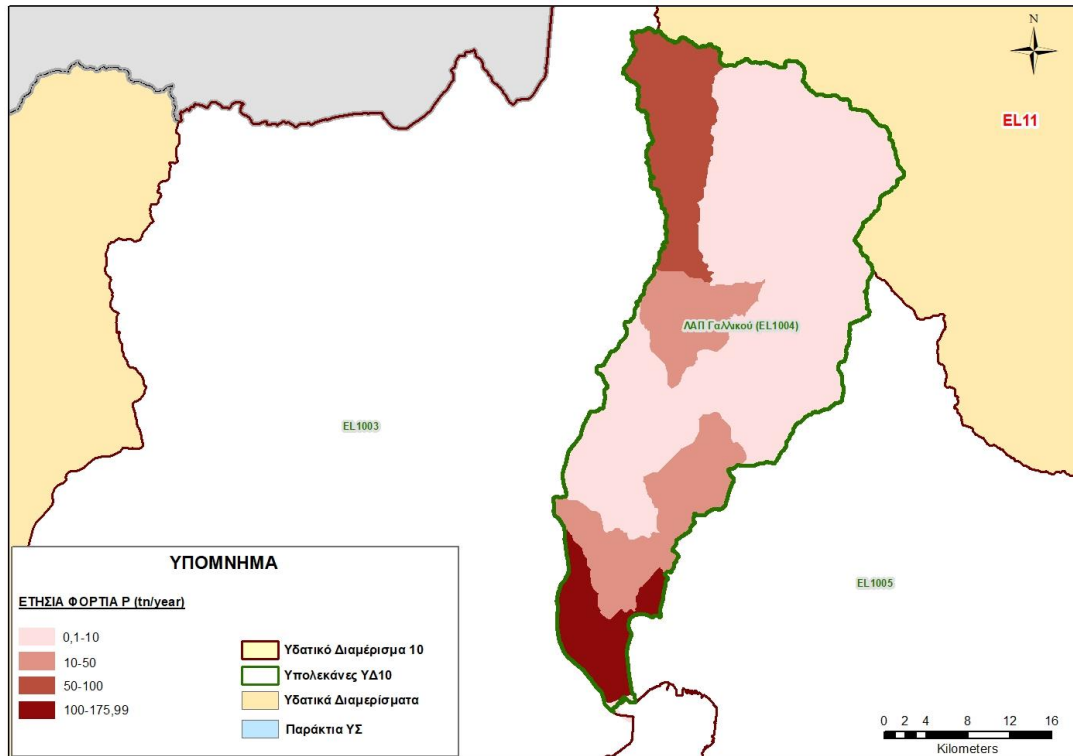 N
EL11
ΛΑΠ Γαλλικού (EL1004)
EL1003
EL1005
ΥΠΟΜΝΗΜΑ
ΕΤΗΣΙΑ ΦΟΡΤΙΑ P (tn/year)
0,1-10
10-50
50-100
100-175,99
Υδατικό Διαμέρισμα 10
Υπολεκάνες ΥΔ10
Υδατικά Διαμερίσματα
Παράκτια ΥΣ
0 2 4 8 12 16
Kilometers